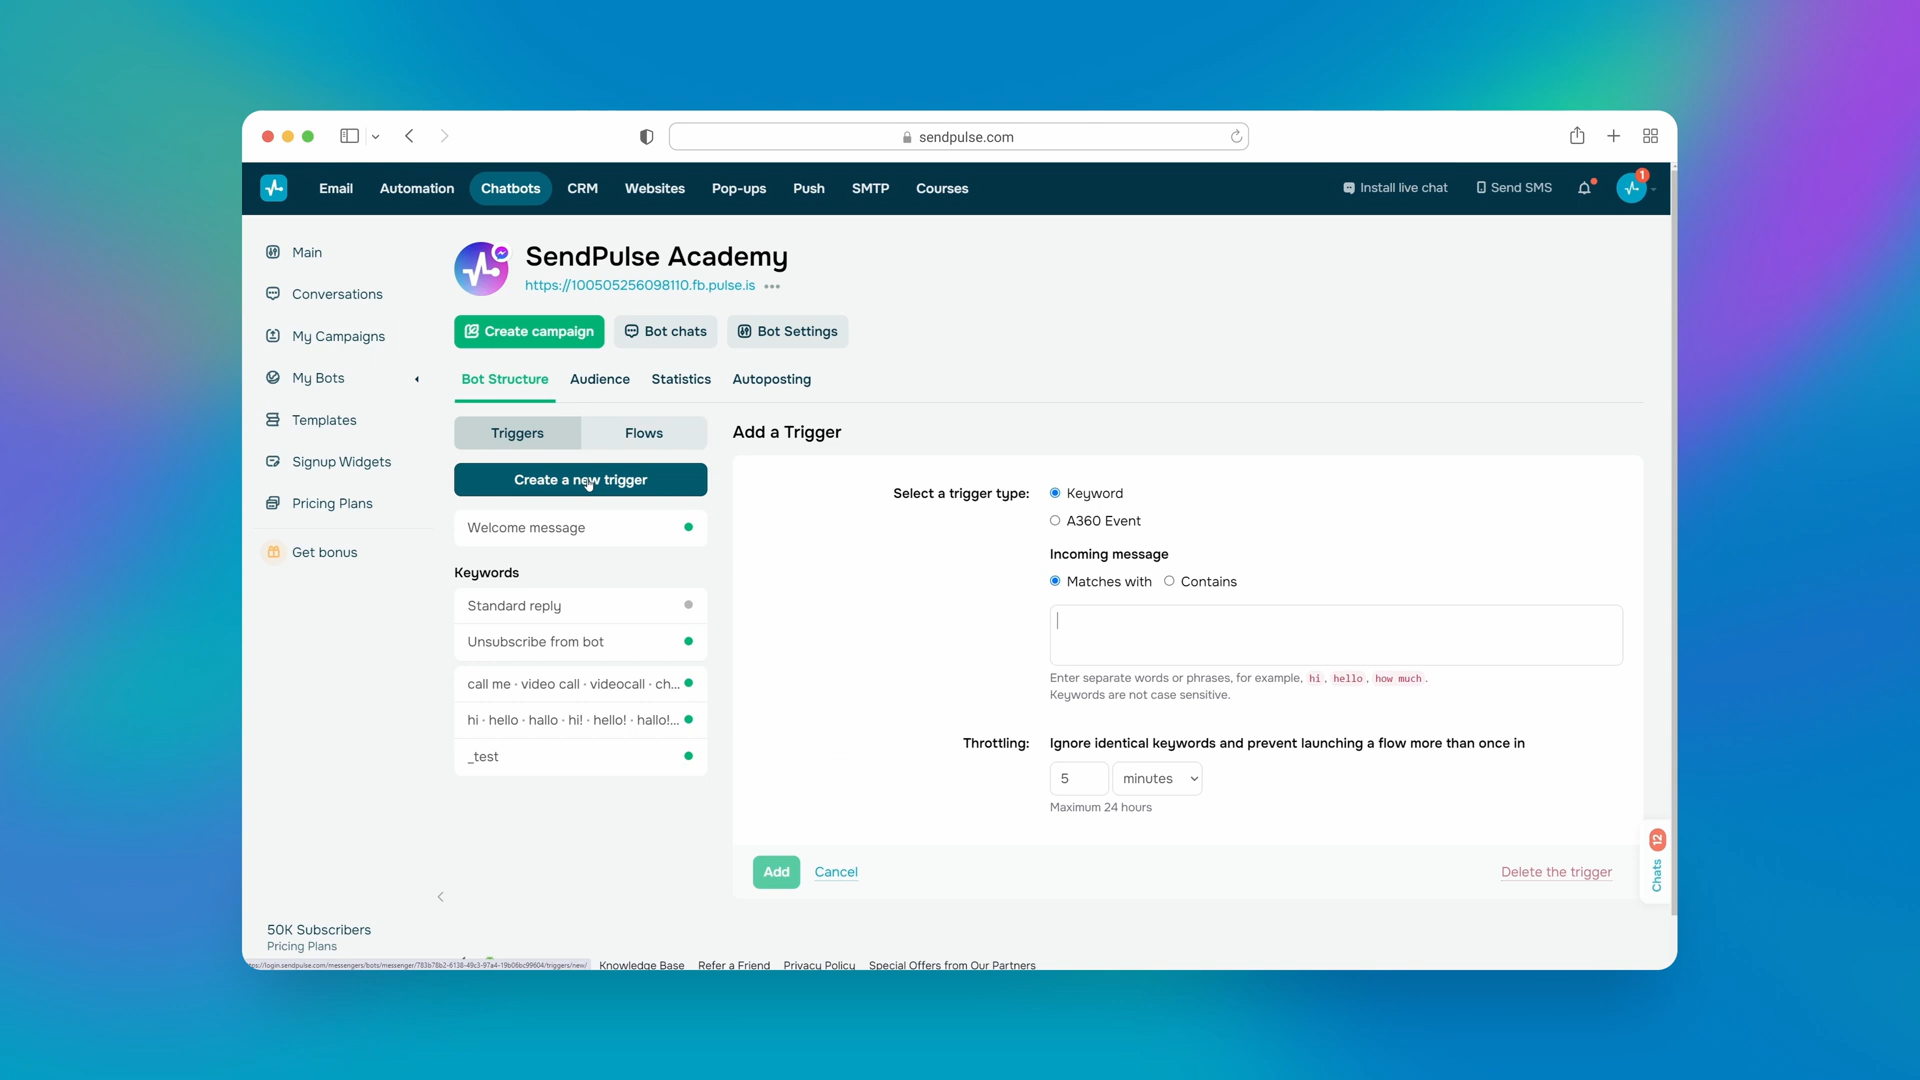 sendpulse.com
Email Automation Chatbots CRM Websites Pop-ups Push SMTP Courses Install live chat Send SMS 1
Main
Conversations
My Campaigns
My Bots
Templates
Signup Widgets
Pricing Plans
Get bonus
50K Subscribers
Pricing Plans
SendPulse Academy
https://100505256098110.fb.pulse.is
Create campaign Bot chats Bot Settings
Bot Structure Audience Statistics Autoposting
Triggers Flows
Create a new trigger
Welcome message
Keywords
Standard reply
Unsubscribe from bot
call me · video call · videocall · ch...
hi · hello · hallo · hi! · hello! · hallo!...
_test
Add a Trigger
Select a trigger type: Keyword
A360 Event
Incoming message
Matches with Contains
Enter separate words or phrases, for example, hi, hello, how much.
Keywords are not case sensitive.
Throttling: Ignore identical keywords and prevent launching a flow more than once in
5 minutes
Maximum 24 hours
Add Cancel Delete the trigger
Chats 12
Knowledge Base Refer a Friend Privacy Policy Special Offers from Our Partners